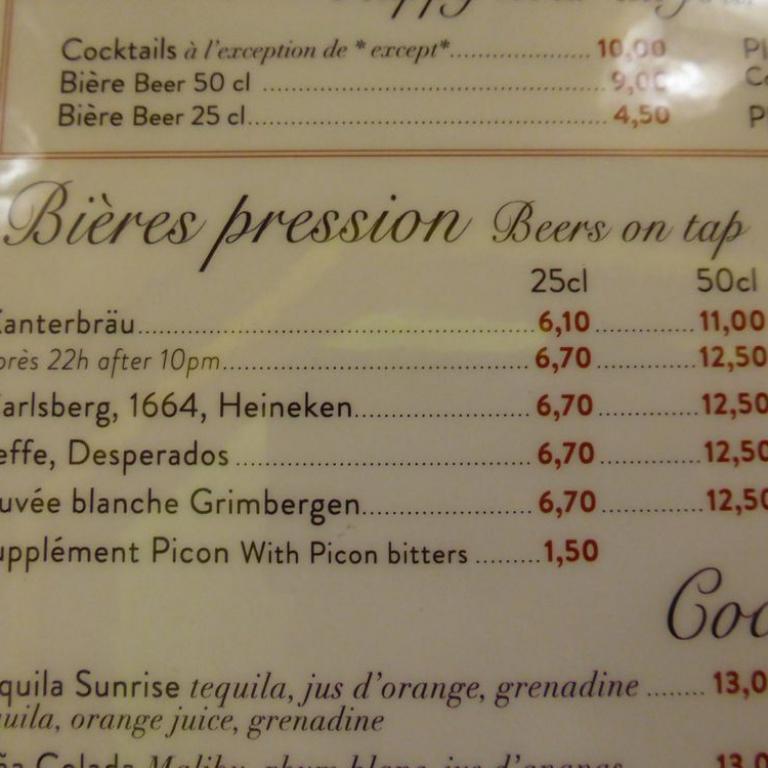 Cocktails à l'exception de *except*.................... 10,00
Bière Beer 50 cl .................... 9,00
Bière Beer 25 cl.................... 4,50
Bières pression Beers on tap
25cl 50cl
anterbräu.................... 6,10 .................... 11,00
près 22h after 10pm.................... 6,70 .................... 12,50
arlsberg, 1664, Heineken.................... 6,70 .................... 12,50
effe, Desperados .................... 6,70 .................... 12,50
uvée blanche Grimbergen.................... 6,70 .................... 12,50
upplément Picon With Picon bitters ......... 1,50
Coc
quila Sunrise tequila, jus d'orange, grenadine ........ 13,0
uila, orange juice, grenadine